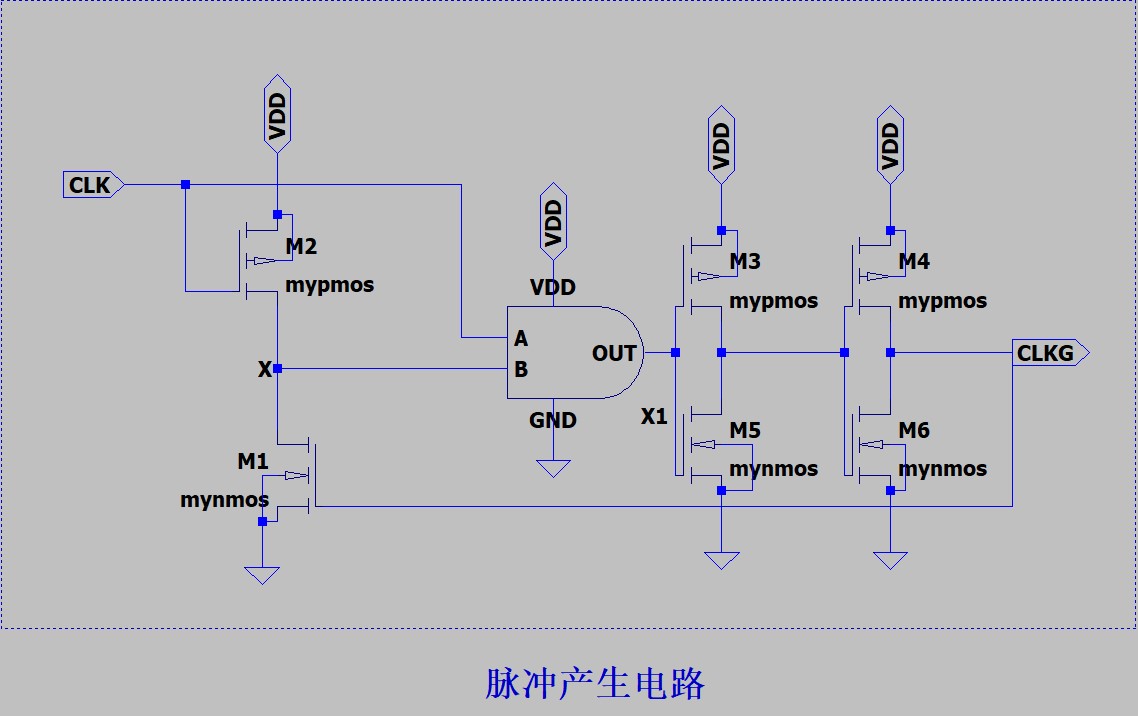 VDD
VDD
VDD
CLK
VDD
M2
mypmos
M3
mypmos
M4
mypmos
VDD
A
OUT
CLKG
X
B
GND
X1
M5
mynmos
M6
mynmos
M1
mynmos
脉冲产生电路